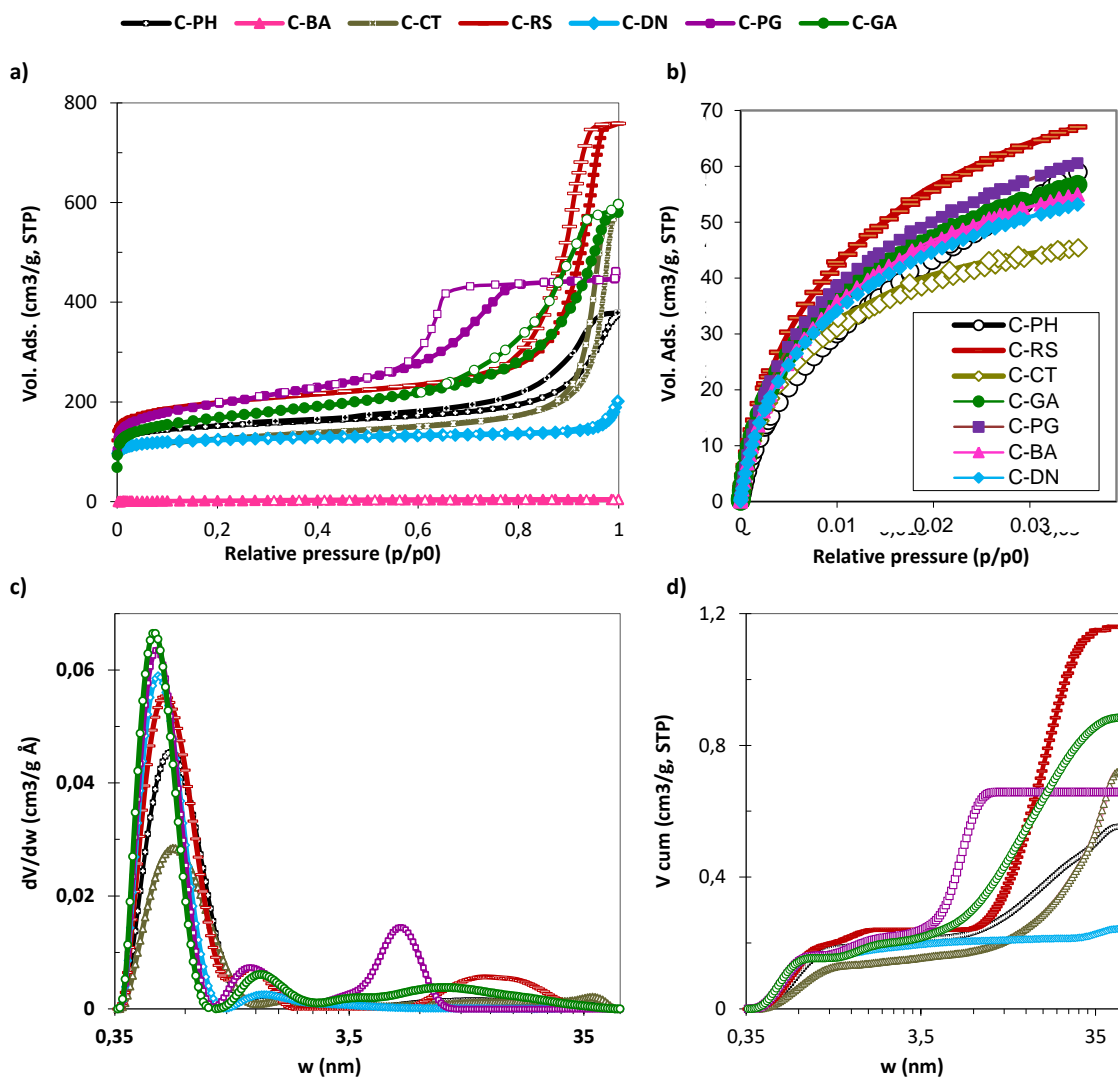 C-PH C-BA C-CT C-RS C-DN C-PG C-GA
a)
b)
800
600
400
200
0
0 0,2 0,4 0,6 0,8 1
Vol. Ads. (cm3/g, STP)
Relative pressure (p/p0)
70
60
50
40
30
20
10
0
0 0.01 0.02 0.03
Vol. Ads. (cm3/g, STP)
Relative pressure (p/p0)
C-PH
C-RS
C-CT
C-GA
C-PG
C-BA
C-DN
c)
d)
0,06
0,04
0,02
0
0,35 3,5 35
dV/dw (cm3/g Å)
w (nm)
1,2
0,8
0,4
0
0,35 3,5 35
V cum (cm3/g, STP)
w (nm)